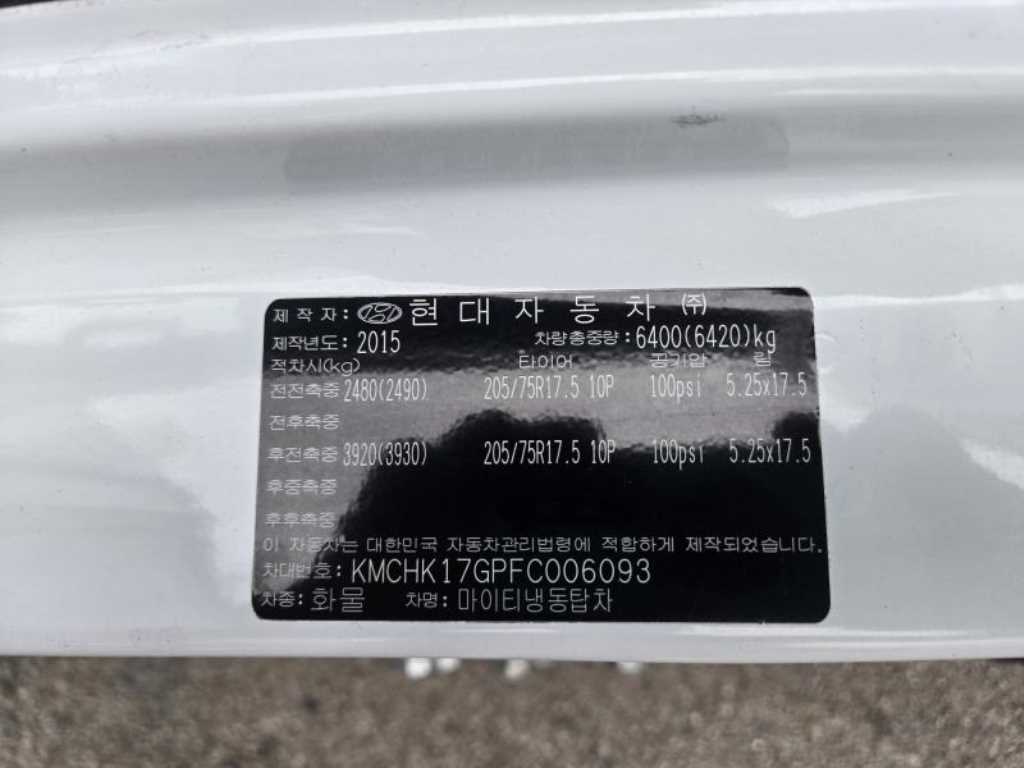 제 작 자 : 현 대 자 동 차 ㈜
제작년도: 2015 차량총중량: 6400(6420)kg
적차시(kg) 타이어 공기압 림
전전축중 2480(2490) 205/75R17.5 10P 100psi 5.25x17.5
전후축중
후전축중 3920(3930) 205/75R17.5 10P 100psi 5.25x17.5
후중축중
후후축중
이 자동차는 대한민국 자동차관리법령에 적합하게 제작되었습니다.
차대번호: KMCHK17GPFC006093
차종: 화물 차명: 마이티냉동탑차